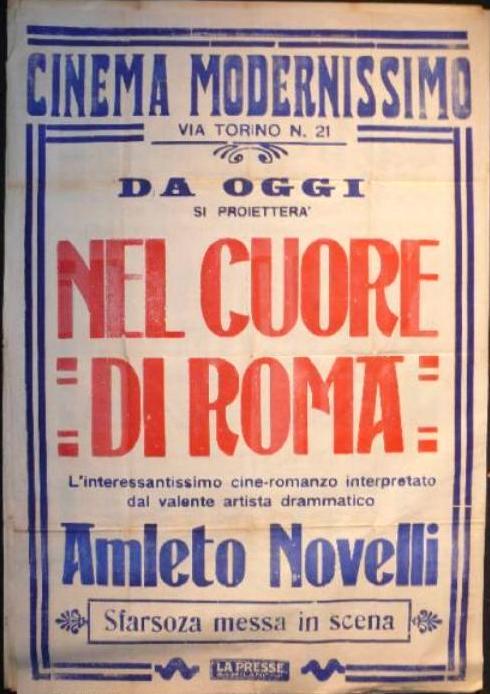 CINEMA MODERNISSIMO
VIA TORINO N. 21
DA OGGI
SI PROIETTERA'
NEL CUORE
DI ROMA
L'interessantissimo cine-romanzo interpretato
dal valente artista drammatico
Amleto Novelli
Sfarsoza messa in scena
LA PRESSE